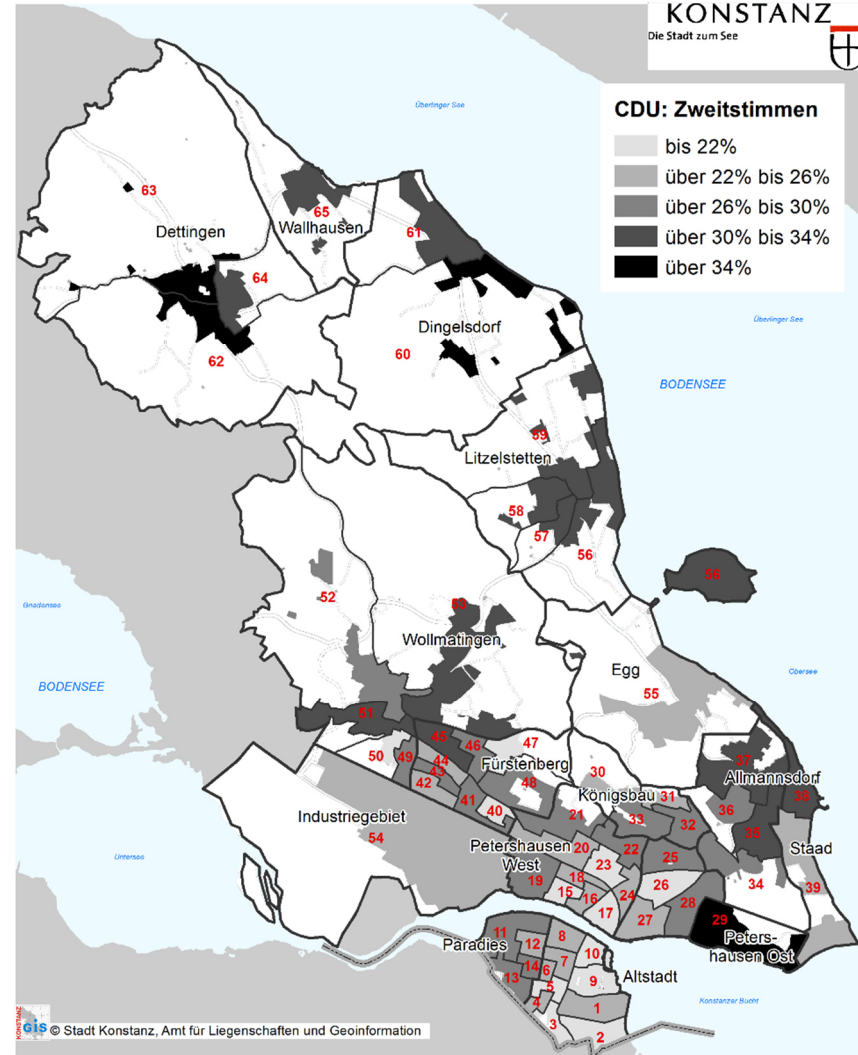 KONSTANZ
Die Stadt zum See
CDU: Zweitstimmen
bis 22%
über 22% bis 26%
über 26% bis 30%
über 30% bis 34%
über 34%
Überlinger See
63
Dettingen
65
Wallhausen
61
64
Überlinger See
62
60
Dingelsdorf
BODENSEE
59
Litzelstetten
58
57
56
56
52
53
Gnadensee
Wollmatingen
Egg
55
Obersee
BODENSEE
51
45
46
47
50
49
44
43
42
Fürstenberg
48
30
37
Allmannsdorf
38
Königsbau
31
36
41
40
21
33
32
35
Industriegebiet
54
Petershausen
West
20
22
25
Staad
23
Untersee
19
18
15
16
17
24
26
28
27
34
39
29
Peters-
hausen Ost
11
Paradies
12
8
7
10
14
6
13
5
9
Altstadt
4
1
3
2
Konstanzer Bucht
KONSTANZ
GIS
© Stadt Konstanz, Amt für Liegenschaften und Geoinformation